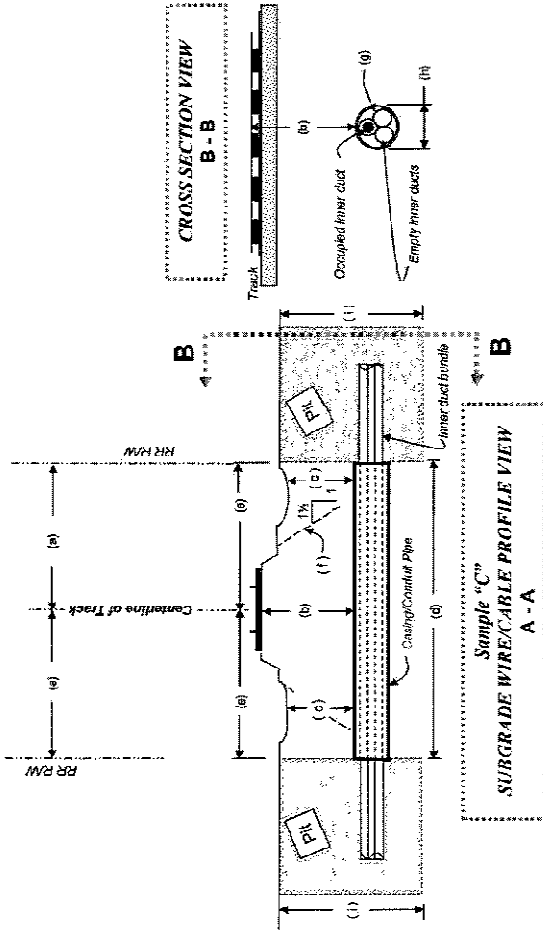 CROSS SECTION VIEW
B - B
Track
(b)
Occupied inner duct
(g)
(h)
Empty inner ducts
B
RR R/W
Centerline of Track
RR R/W
(a)
(e)
(b)
(c)
(c)
(f)
1½
1
Pit
Pit
(i)
(d)
Inner duct bundle
Casing/Conduit Pipe
B
Sample "C"
SUBGRADE WIRE/CABLE PROFILE VIEW
A - A